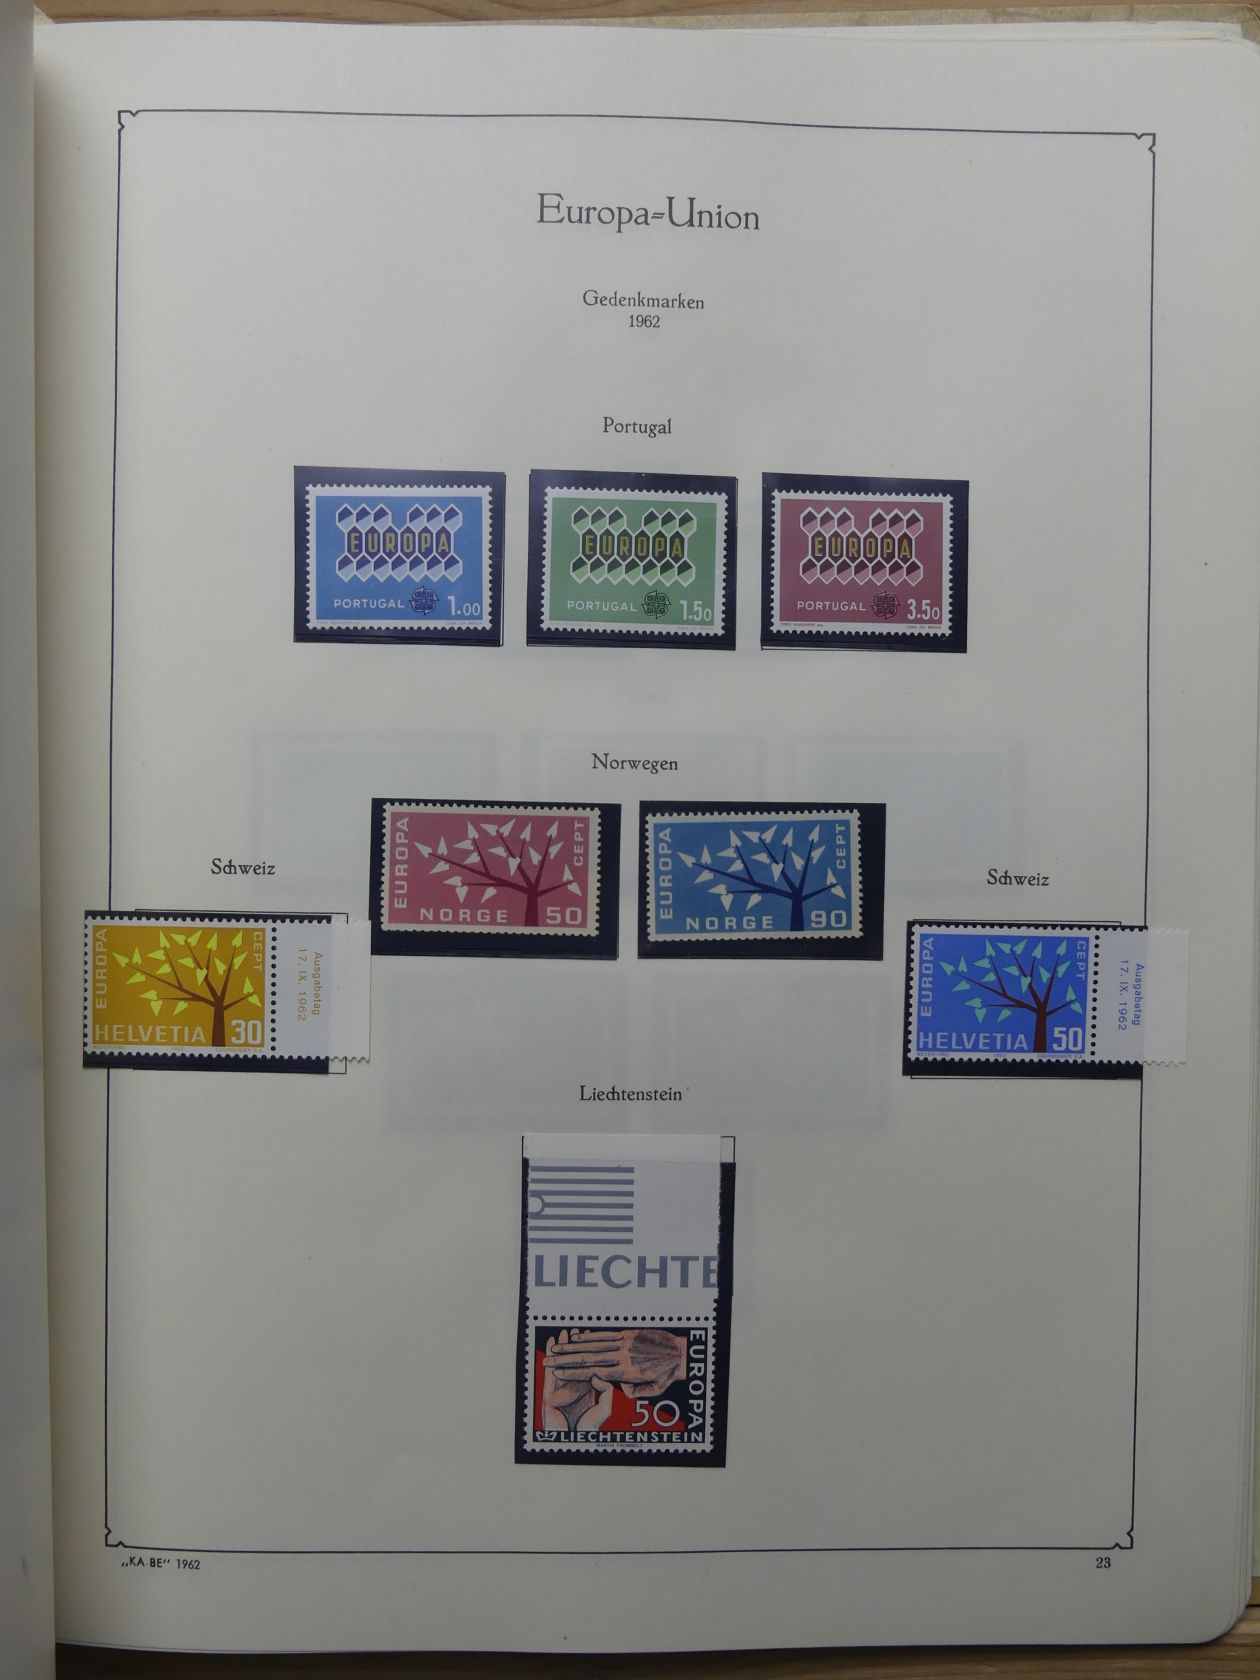 Europa=Union
Gedenkmarken
1962
Portugal
EUROPA
PORTUGAL 1.00
EUROPA
PORTUGAL 1.50
EUROPA
PORTUGAL 3.50
Norwegen
EUROPA
CEPT
NORGE 50
EUROPA
CEPT
NORGE 90
Schweiz
EUROPA
CEPT
HELVETIA 30
Ausgabetag
17. IX. 1962
Schweiz
EUROPA
CEPT
HELVETIA 50
Ausgabetag
17. IX. 1962
Liechtenstein
LIECHTE
EUROPA
50
LIECHTENSTEIN
MARTIN FROMMELT
„KA-BE" 1962
23